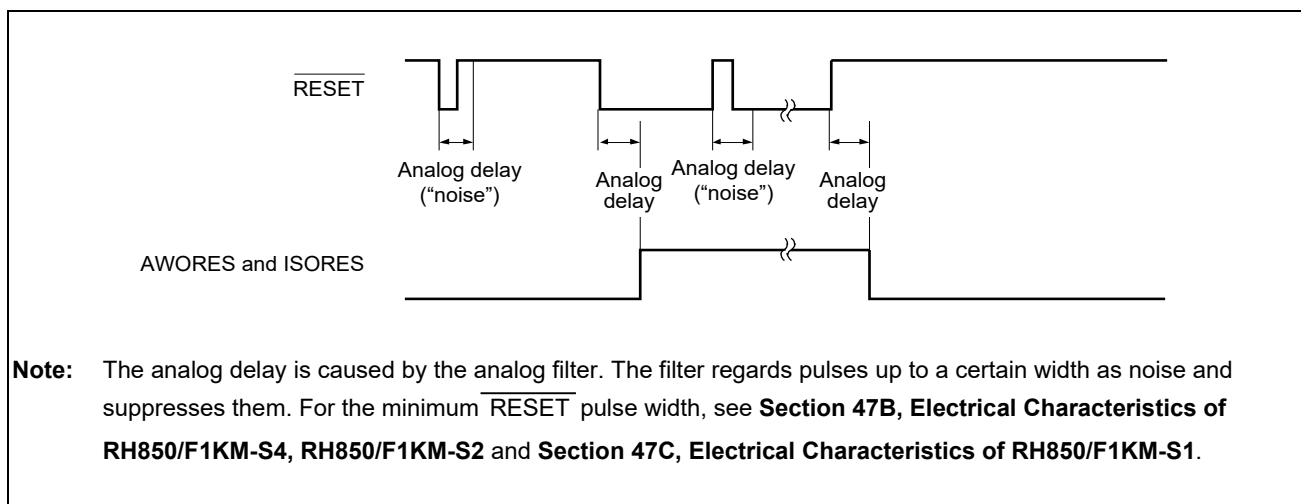 RESET
Analog delay
("noise")
Analog
delay
Analog delay
("noise")
Analog
delay
AWORES and ISORES
Note: The analog delay is caused by the analog filter. The filter regards pulses up to a certain width as noise and
suppresses them. For the minimum RESET pulse width, see Section 47B, Electrical Characteristics of
RH850/F1KM-S4, RH850/F1KM-S2 and Section 47C, Electrical Characteristics of RH850/F1KM-S1.